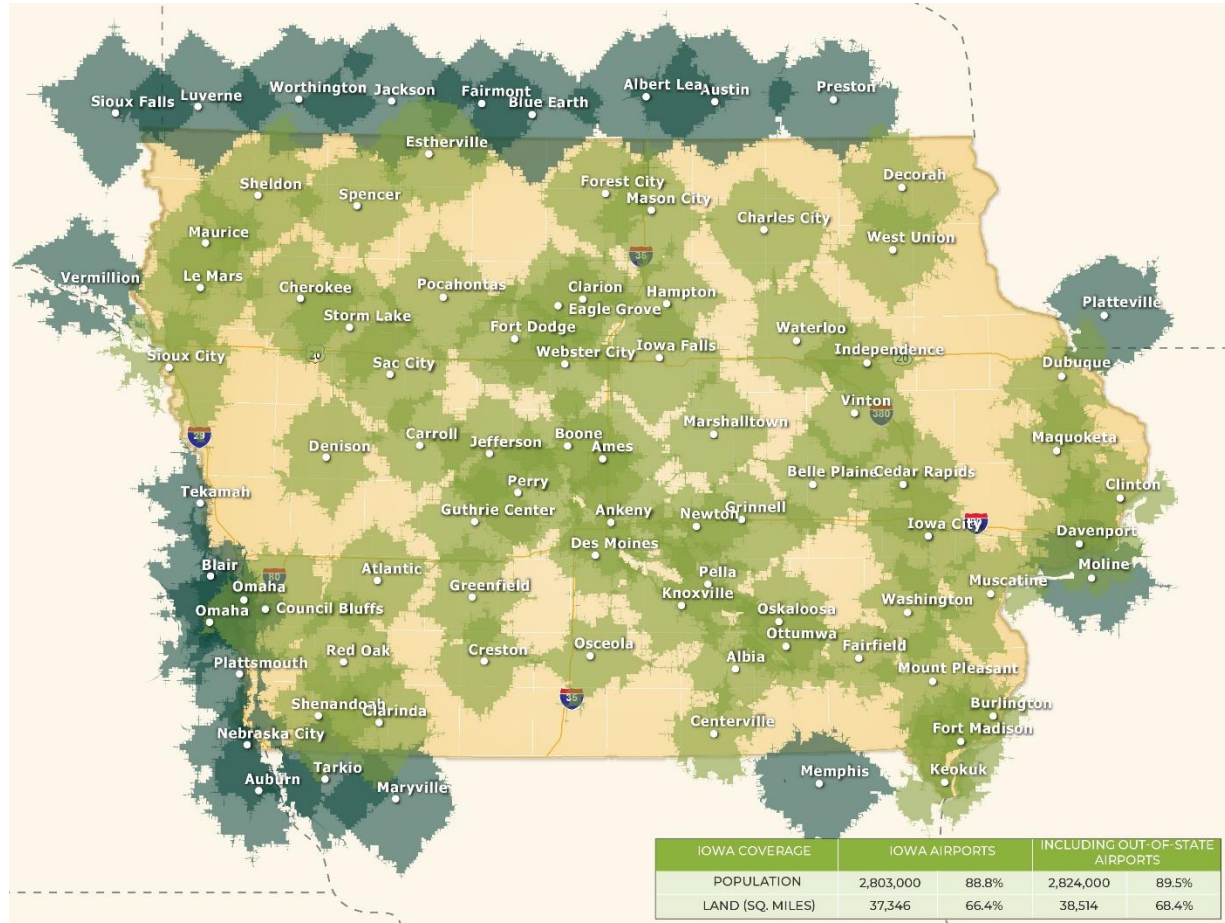 Sioux Falls
Luverne
Worthington
Jackson
Fairmont
Blue Earth
Albert Lea
Austin
Preston
Estherville
Sheldon
Spencer
Forest City
Mason City
Charles City
Decorah
Maurice
West Union
Vermillion
Le Mars
Cherokee
Pocahontas
Clarion
Eagle Grove
Hampton
35
Platteville
Storm Lake
Fort Dodge
Waterloo
Sioux City
20
Sac City
Webster City
Iowa Falls
Independence
20
Dubuque
29
Denison
Carroll
Jefferson
Boone
Ames
Marshalltown
Vinton
380
Maquoketa
Tekamah
Perry
Belle Plaine
Cedar Rapids
Clinton
Guthrie Center
Ankeny
Newton
Grinnell
Iowa City
Davenport
Des Moines
Moline
Blair
Omaha
80
Atlantic
Greenfield
Pella
Knoxville
Muscatine
Omaha
Council Bluffs
Oskaloosa
Washington
Ottumwa
Plattsmouth
Red Oak
Creston
Osceola
Albia
Fairfield
Mount Pleasant
35
Shenandoah
Clarinda
Centerville
Burlington
Nebraska City
Fort Madison
Auburn
Tarkio
Maryville
Memphis
Keokuk
IOWA COVERAGE IOWA AIRPORTS INCLUDING OUT-OF-STATE
AIRPORTS
POPULATION 2,803,000 88.8% 2,824,000 89.5%
LAND (SQ. MILES) 37,346 66.4% 38,514 68.4%